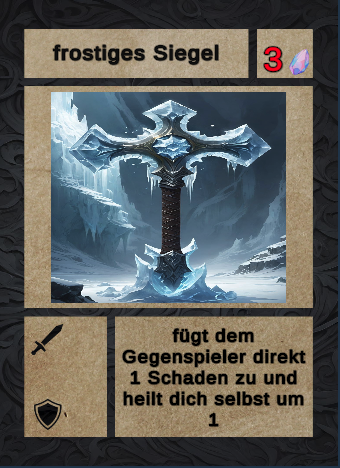 frostiges Siegel
3
fügt dem
Gegenspieler direkt
1 Schaden zu und
heilt dich selbst um
1